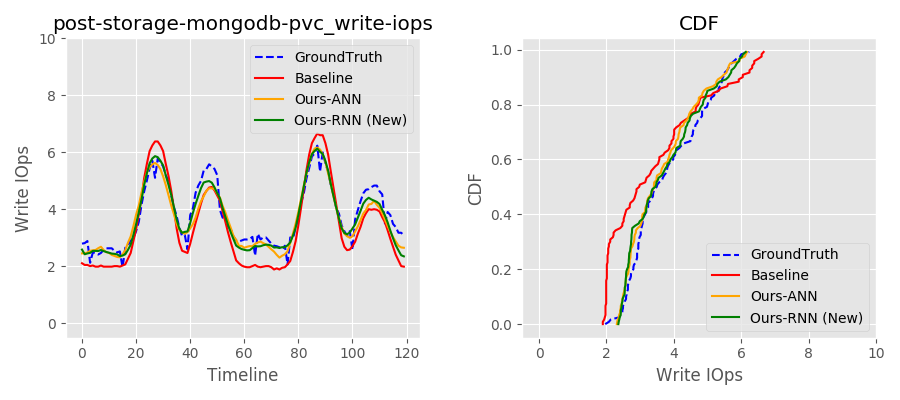 post-storage-mongodb-pvc_write-iops
10
8
6
4
2
0
Write IOps
0 20 40 60 80 100 120
Timeline
GroundTruth
Baseline
Ours-ANN
Ours-RNN (New)
CDF
1.0
0.8
0.6
0.4
0.2
0.0
CDF
0 2 4 6 8 10
Write IOps
GroundTruth
Baseline
Ours-ANN
Ours-RNN (New)